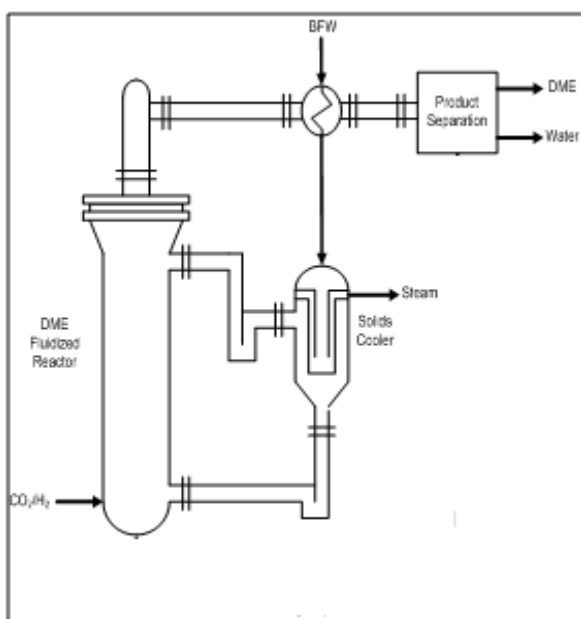 BFW
Product
Separation
DME
Water
Steam
Solids
Cooler
DME
Fluidized
Reactor
CO₂/H₂